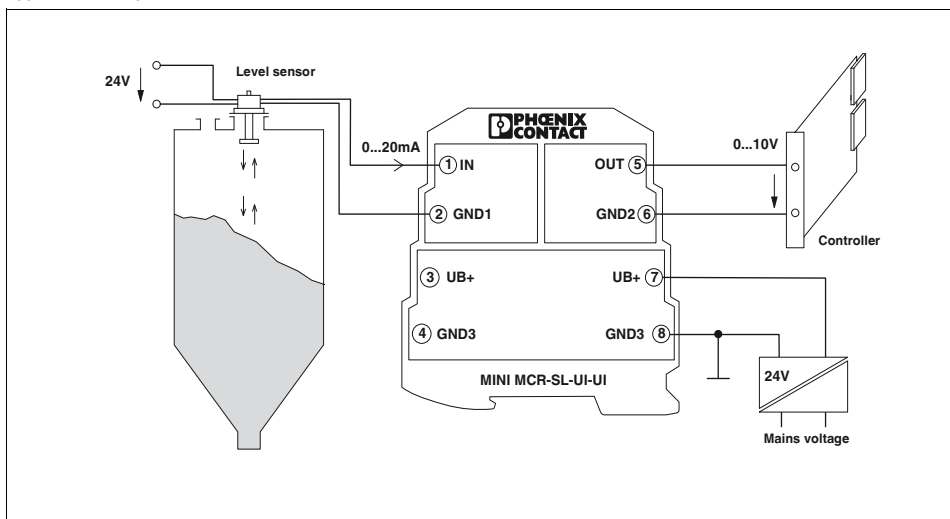 24V
Level sensor
PHŒNIX
CONTACT
0...20mA
0...10V
1 IN
OUT 5
2 GND1
GND2 6
Controller
3 UB+
UB+ 7
4 GND3
GND3 8
24V
MINI MCR-SL-UI-UI
Mains voltage